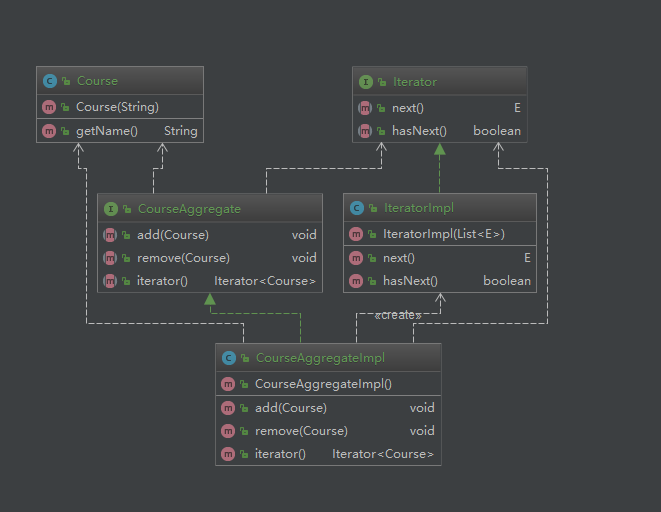 C Course
m Course(String)
m getName() String
I Iterator
m next() E
m hasNext() boolean
I CourseAggregate
m add(Course) void
m remove(Course) void
m iterator() Iterator<Course>
C IteratorImpl
m IteratorImpl(List<E>)
m next() E
m hasNext() boolean
«create»
C CourseAggregateImpl
m CourseAggregateImpl()
m add(Course) void
m remove(Course) void
m iterator() Iterator<Course>